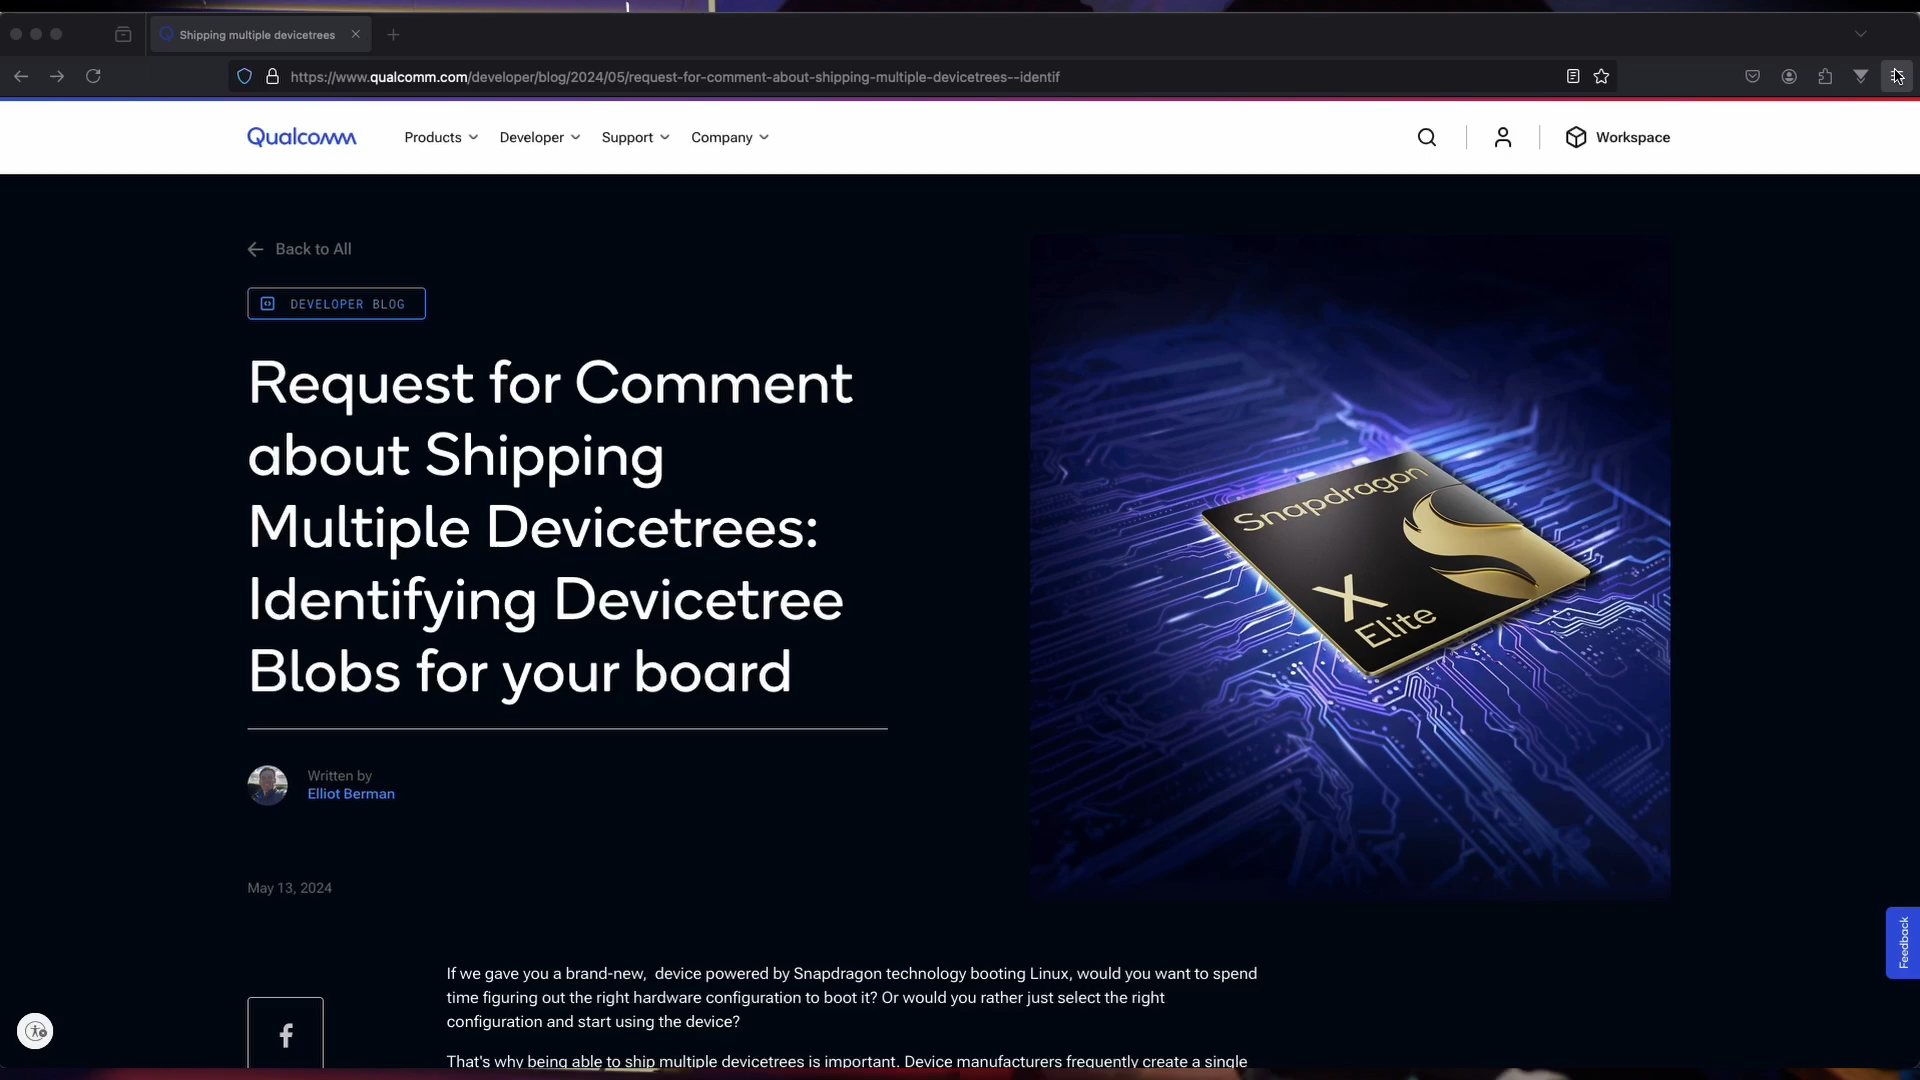 Shipping multiple devicetrees
https://www.qualcomm.com/developer/blog/2024/05/request-for-comment-about-shipping-multiple-devicetrees--identif
Qualcomm
Products
Developer
Support
Company
Workspace
Back to All
DEVELOPER BLOG
Request for Comment
about Shipping
Multiple Devicetrees:
Identifying Devicetree
Blobs for your board
Snapdragon
X
Elite
Written by
Elliot Berman
May 13, 2024
Feedback
If we gave you a brand-new, device powered by Snapdragon technology booting Linux, would you want to spend
time figuring out the right hardware configuration to boot it? Or would you rather just select the right
configuration and start using the device?
That's why being able to ship multiple devicetrees is important. Device manufacturers frequently create a single